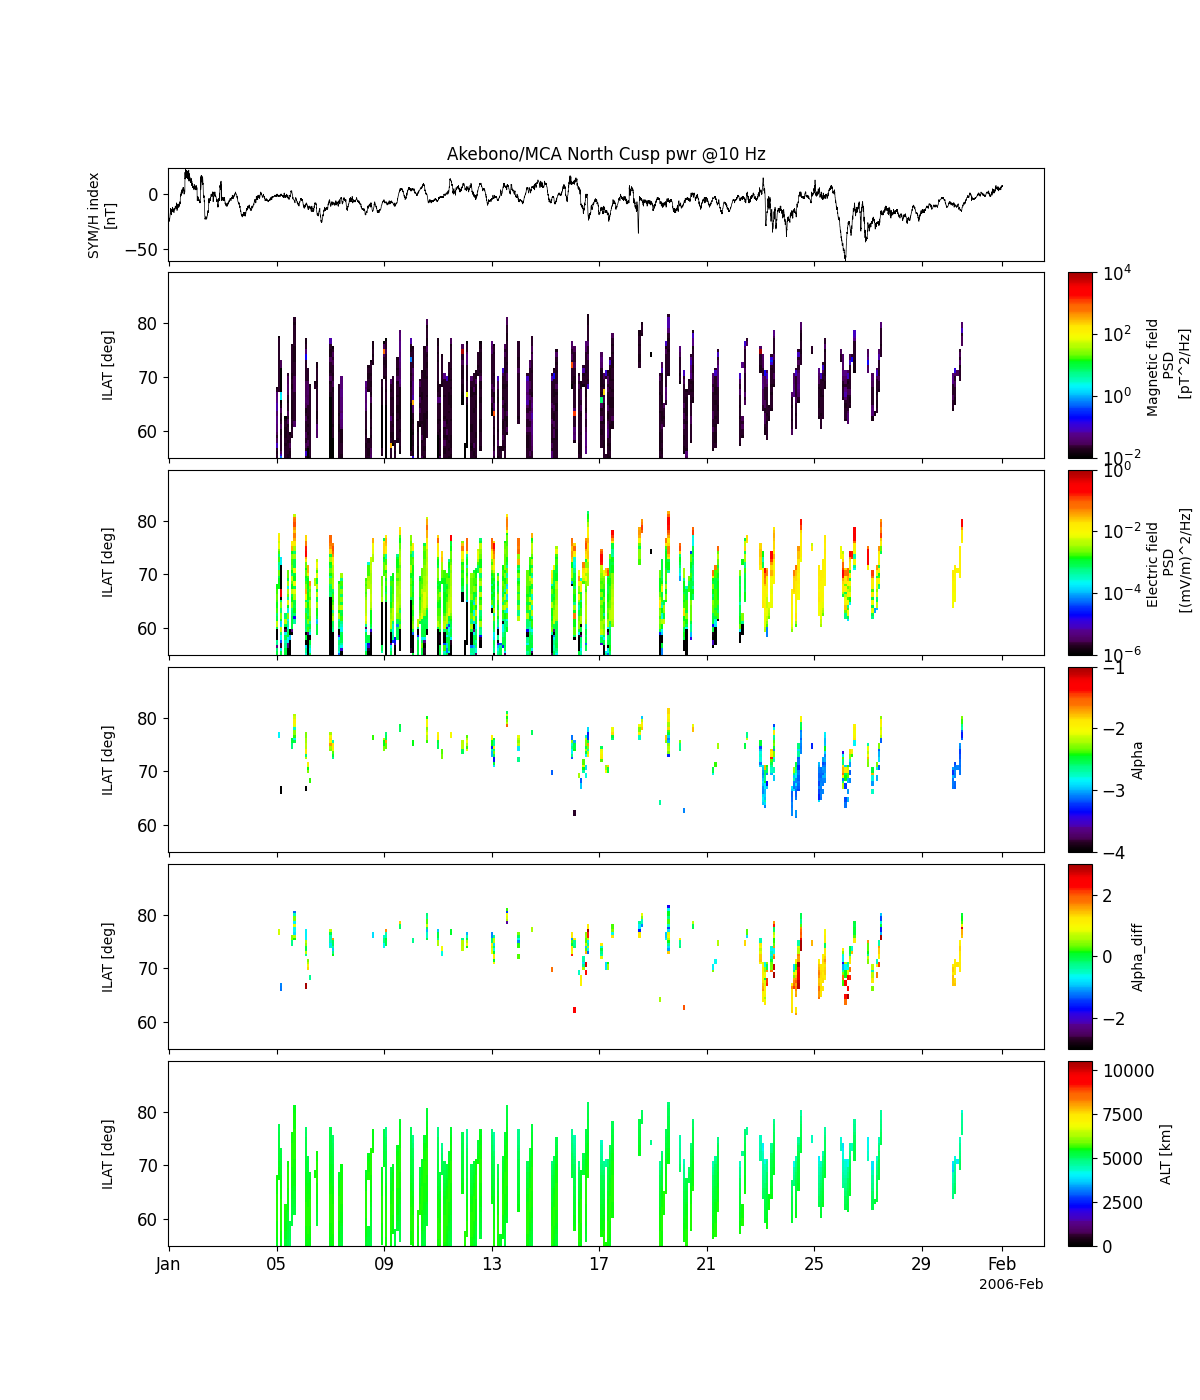 Akebono/MCA North Cusp pwr @10 Hz
SYM/H index
[nT]
0
−50
ILAT [deg]
80
70
60
10^4
10^2
10^0
10^−2
Magnetic field
PSD
[pT^2/Hz]
ILAT [deg]
80
70
60
10^0
10^−2
10^−4
10^−6
Electric field
PSD
[(mV/m)^2/Hz]
ILAT [deg]
80
70
60
−1
−2
−3
−4
Alpha
ILAT [deg]
80
70
60
2
0
−2
Alpha_diff
ILAT [deg]
80
70
60
10000
7500
5000
2500
0
ALT [km]
Jan 05 09 13 17 21 25 29 Feb
2006-Feb